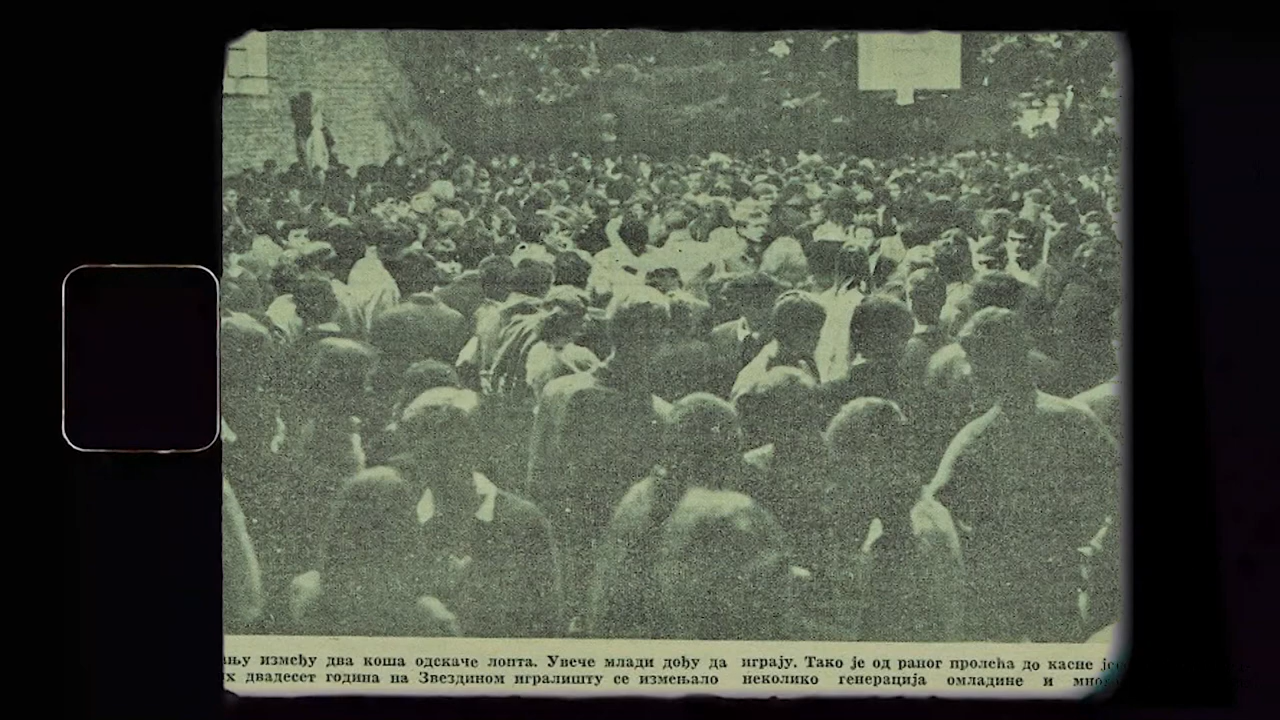 између два коша одскаче лопта. Увече млади дођу да играју. Тако је од раног пролећа до касне
двадесет година на Звездином игралишту се измењало неколико генерација омладине и